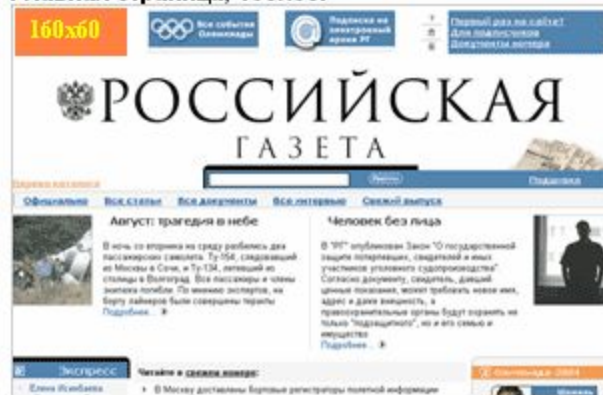 160x60
Все события
Олимпиады
Подписка на
электронный
архив РГ
Первый раз на сайте?
Для подписчиков
Документы номера
РОССИЙСКАЯ
ГАЗЕТА
Подписка
Официально Все статьи Все документы Все интервью Свежий выпуск
Август: трагедия в небе
В ночь со вторника на среду разбились два
пассажирских самолета. Ту-154, следовавший
из Москвы в Сочи, и Ту-134, летевший из
столицы в Волгоград. Все пассажиры и члены
экипажа погибли. По мнению экспертов, на
борту лайнеров были совершены теракты
Подробнее...
Человек без лица
В "РГ" опубликован Закон "О государственной
защите потерпевших, свидетелей и иных
участников уголовного судопроизводства".
Согласно документу, свидетель, дающий
ценные показания, может требовать новое имя,
адрес и даже внешность, а
правоохранительные органы будут охранять не
только "подзащитного", но и его семью и
имущество
Подробнее...
Экспресс
Елена Исинбаева
Читайте в свежем номере:
В Москву доставлены бортовые регистраторы полетной информации